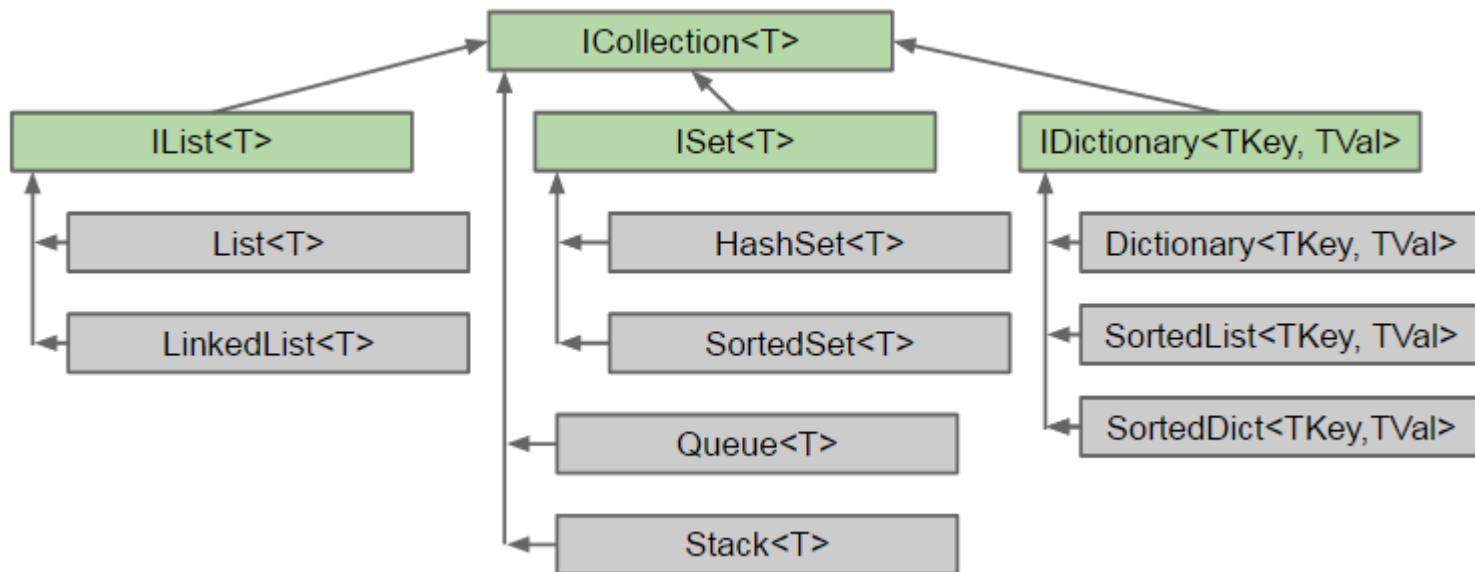 ICollection<T>
IList<T>
ISet<T>
IDictionary<TKey, TVal>
List<T>
HashSet<T>
Dictionary<TKey, TVal>
LinkedList<T>
SortedSet<T>
SortedList<TKey, TVal>
SortedDict<TKey,TVal>
Queue<T>
Stack<T>